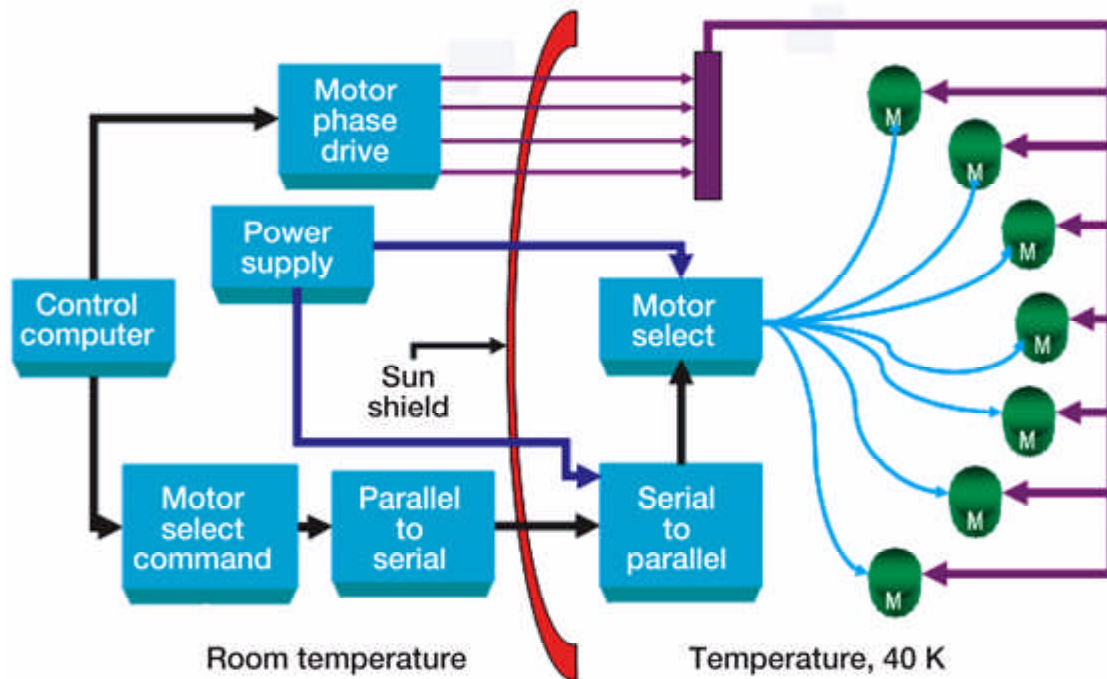 Motor
phase
drive
Power
supply
Control
computer
Motor
select
Sun
shield
Motor
select
command
Parallel
to
serial
Serial
to
parallel
M
M
M
M
M
M
M
Room temperature
Temperature, 40 K